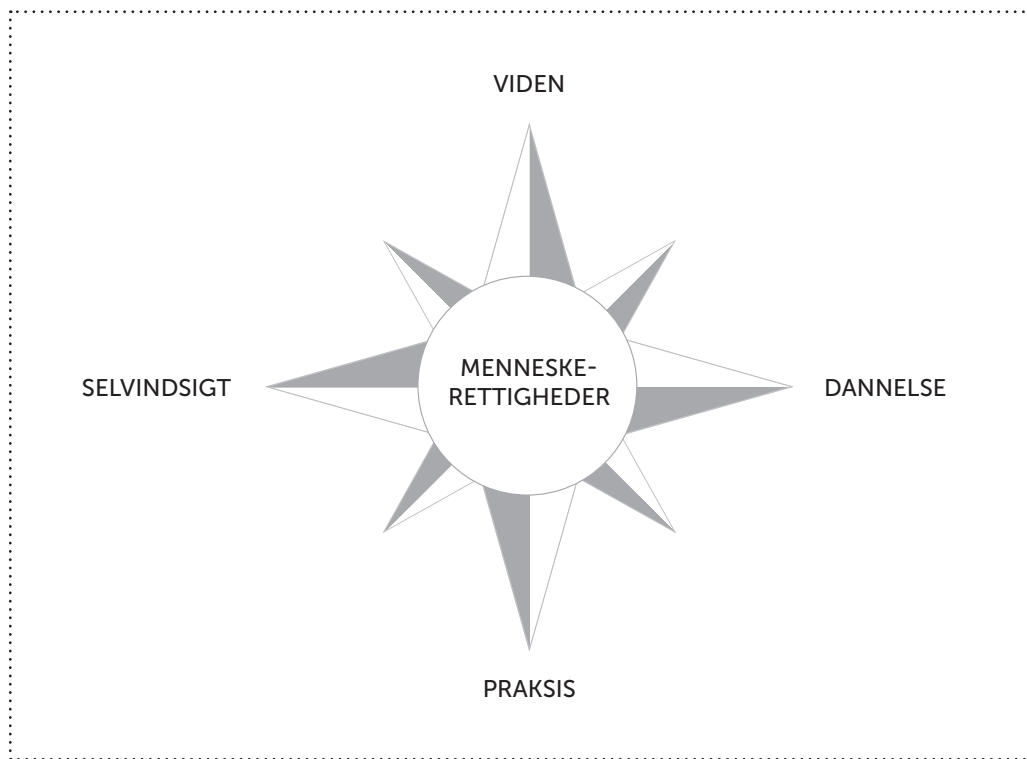 VIDEN
SELVINDSIGT
MENNESKE-
RETTIGHEDER
DANNELSE
PRAKSIS